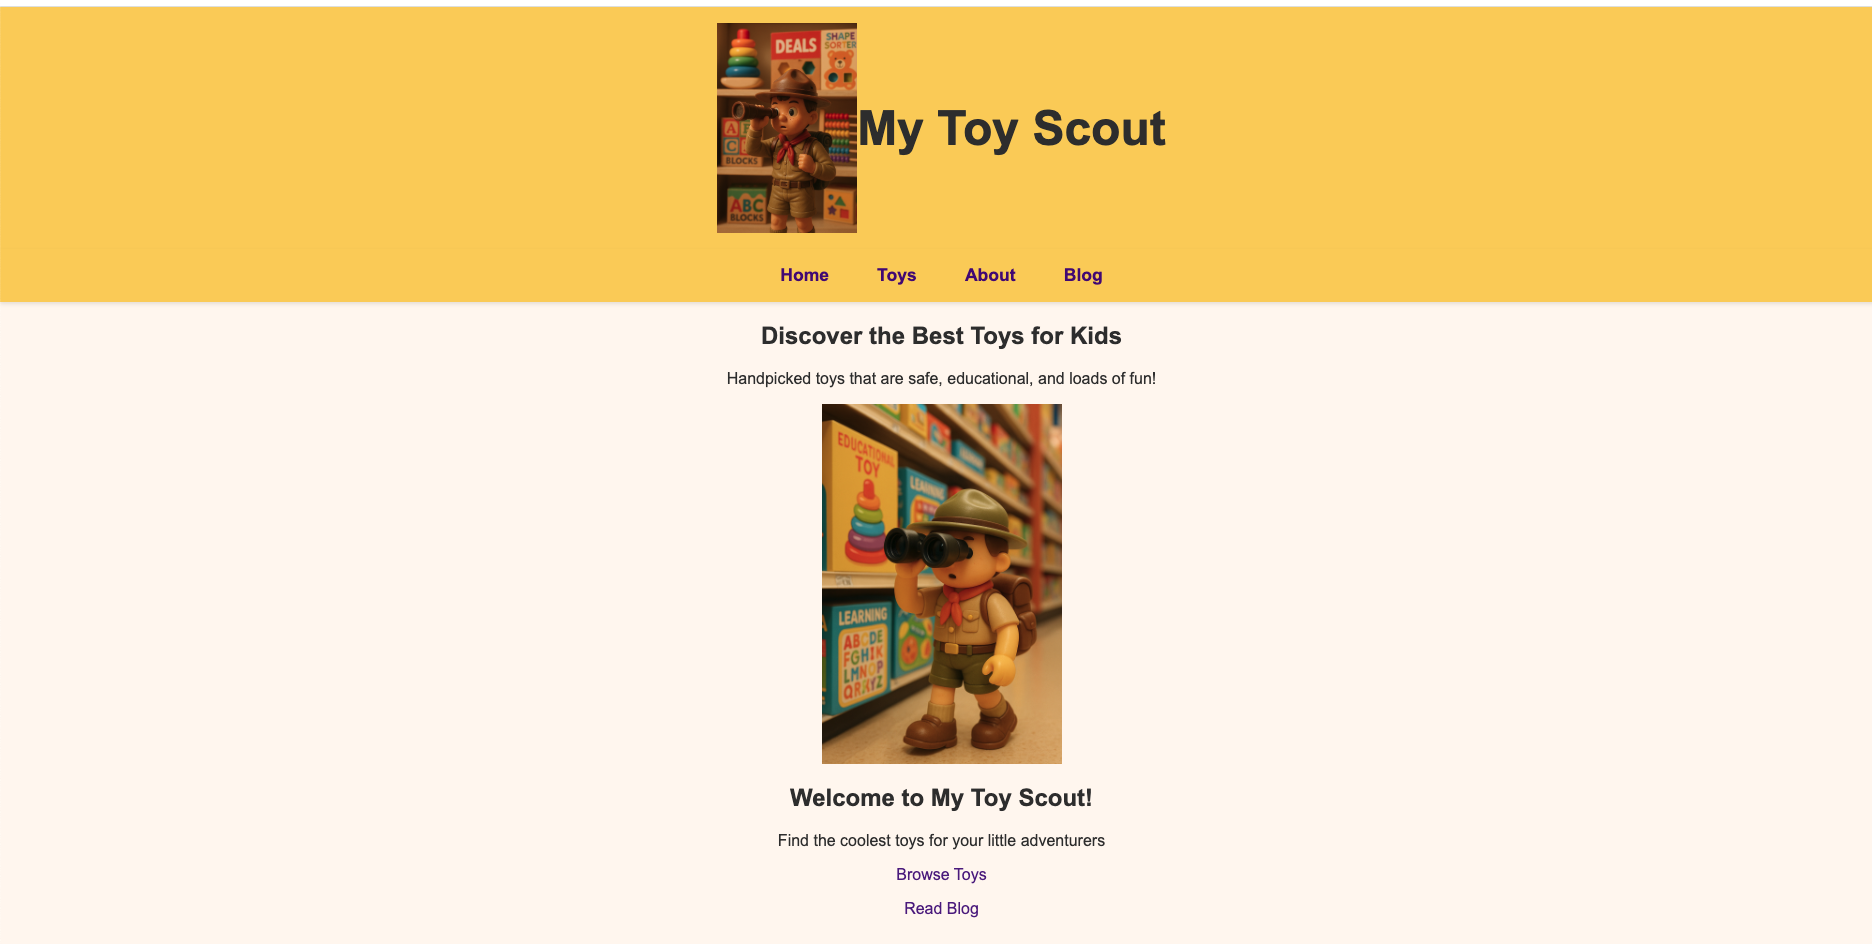 DEALS
SHAPE
SORTER
A B
C
BLOCKS
ABC
BLOCKS
My Toy Scout
Home Toys About Blog
Discover the Best Toys for Kids
Handpicked toys that are safe, educational, and loads of fun!
EDUCATIONAL
TOY
LEARNING
LEARNING
ABCDE
FGHIJK
LMNOP
QRXYZ
Welcome to My Toy Scout!
Find the coolest toys for your little adventurers
Browse Toys
Read Blog